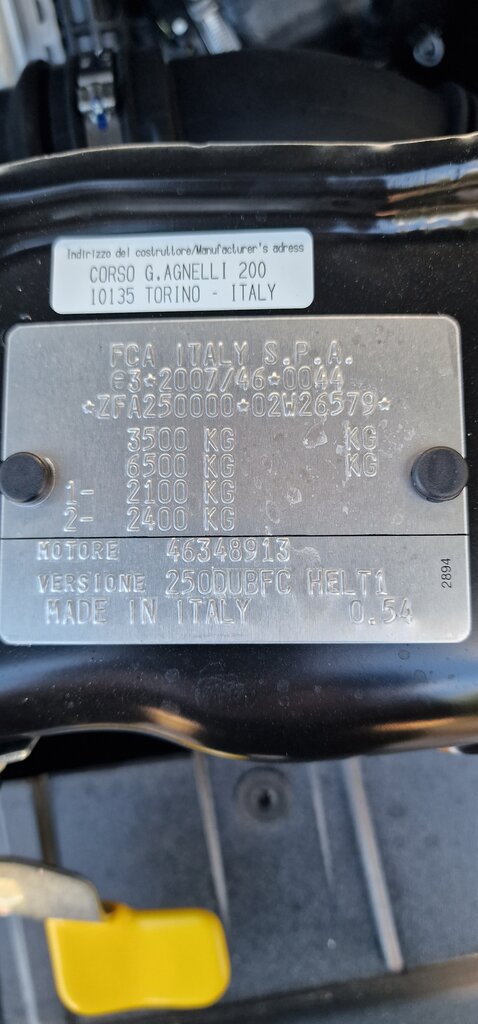 Indirizzo del costruttore/Manufacturer's adress
CORSO G.AGNELLI 200
10135 TORINO - ITALY
FCA ITALY S.P.A.
e3*2007/46*0044
*ZFA250000*02W26579*
3500 KG KG
6500 KG KG
1- 2100 KG
2- 2400 KG
MOTORE 46348913
VERSIONE 250DUBFC HELT1
MADE IN ITALY 0.54
2894